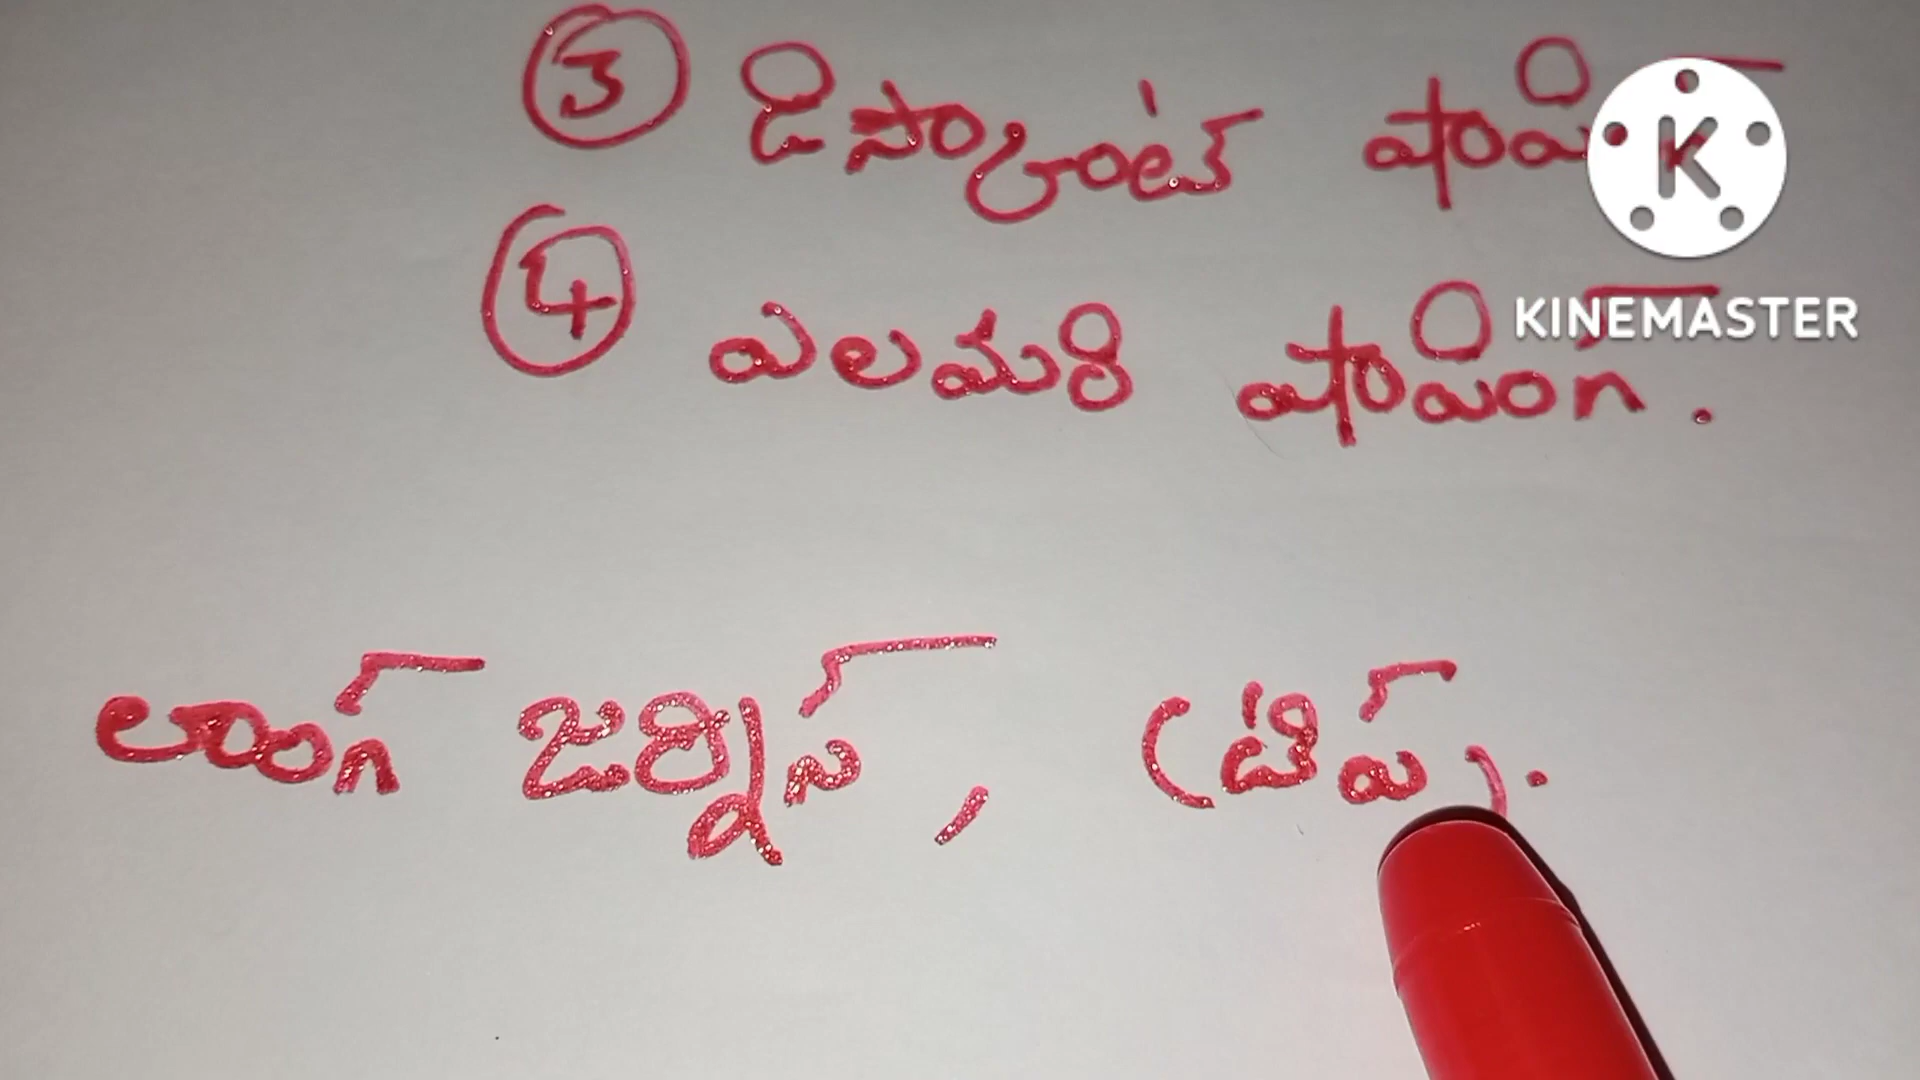 ③ డిస్కౌంట్ షాపిం
④ ఎలమరి షాపింగ్.
KINEMASTER
లాంగ్ జర్నీస్, (టిప్).